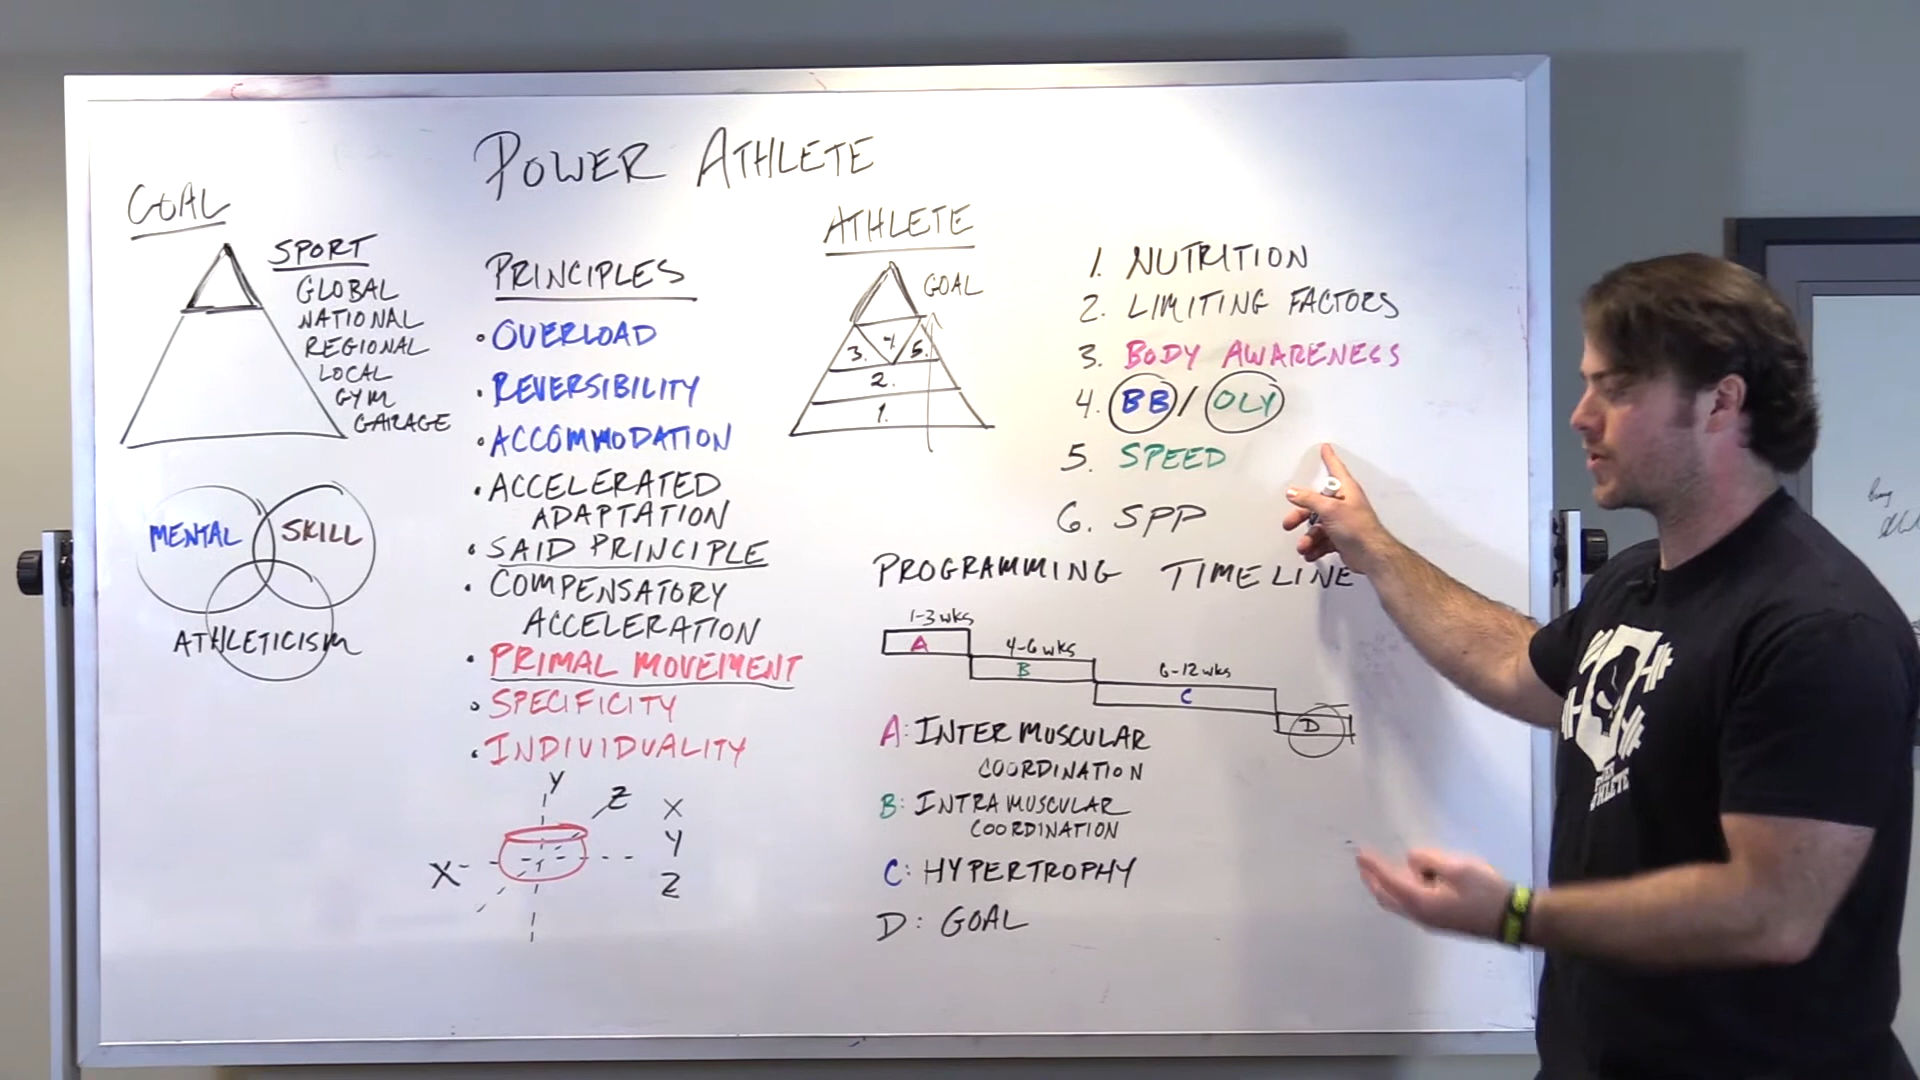 POWER ATHLETE
GOAL
SPORT
GLOBAL
NATIONAL
REGIONAL
LOCAL
GYM
GARAGE
MENTAL
SKILL
ATHLETICISM
PRINCIPLES
• OVERLOAD
• REVERSIBILITY
• ACCOMMODATION
• ACCELERATED
ADAPTATION
• SAID PRINCIPLE
• COMPENSATORY
ACCELERATION
• PRIMAL MOVEMENT
• SPECIFICITY
• INDIVIDUALITY
Y
Z
X
X
Y
Z
ATHLETE
GOAL
3. 4. 5.
2.
1.
1. NUTRITION
2. LIMITING FACTORS
3. BODY AWARENESS
4. BB / OLY
5. SPEED
6. SPP
PROGRAMMING TIMELINE
1-3 wks
A
4-6 wks
B
6-12 wks
C
D
A: INTER MUSCULAR
COORDINATION
B: INTRA MUSCULAR
COORDINATION
C: HYPERTROPHY
D: GOAL
ATHLETE